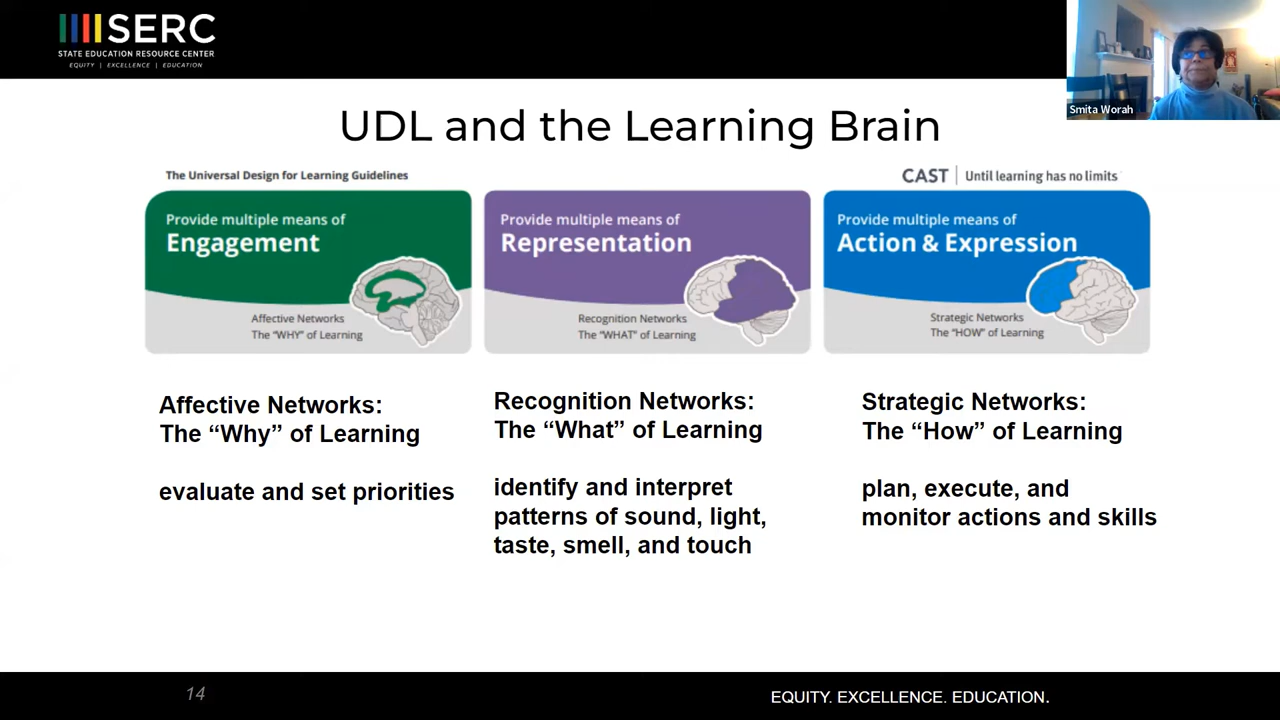 SERC
STATE EDUCATION RESOURCE CENTER
EQUITY | EXCELLENCE | EDUCATION
Smita Worah
UDL and the Learning Brain
The Universal Design for Learning Guidelines
CAST | Until learning has no limits
Provide multiple means of
Engagement
Affective Networks
The "WHY" of Learning
Provide multiple means of
Representation
Recognition Networks
The "WHAT" of Learning
Provide multiple means of
Action & Expression
Strategic Networks
The "HOW" of Learning
Affective Networks:
The “Why” of Learning
evaluate and set priorities
Recognition Networks:
The “What” of Learning
identify and interpret
patterns of sound, light,
taste, smell, and touch
Strategic Networks:
The “How” of Learning
plan, execute, and
monitor actions and skills
14
EQUITY. EXCELLENCE. EDUCATION.